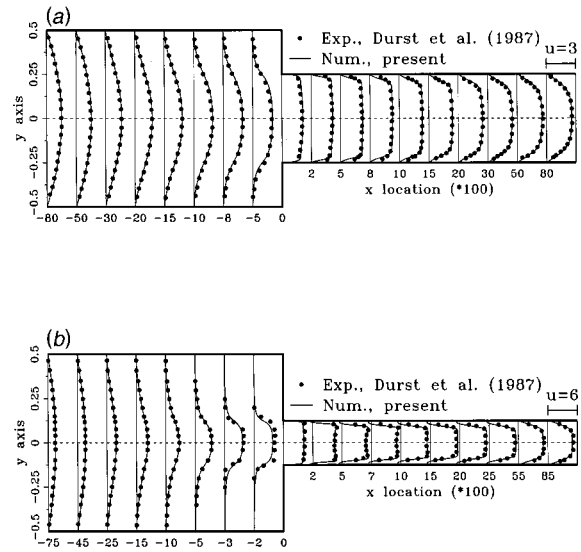 (a)
Exp., Durst et al. (1987)
Num., present
u=3
0.5
0.25
0
-0.25
-0.5
y axis
-80 -50 -30 -20 -15 -10 -8 -5 0
2 5 8 10 15 20 30 50 80
x location (*100)
(b)
Exp., Durst et al. (1987)
Num., present
u=6
0.5
0.25
0
-0.25
-0.5
y axis
-75 -45 -25 -15 -10 -5 -3 -2 0
2 5 7 10 15 20 25 55 85
x location (*100)